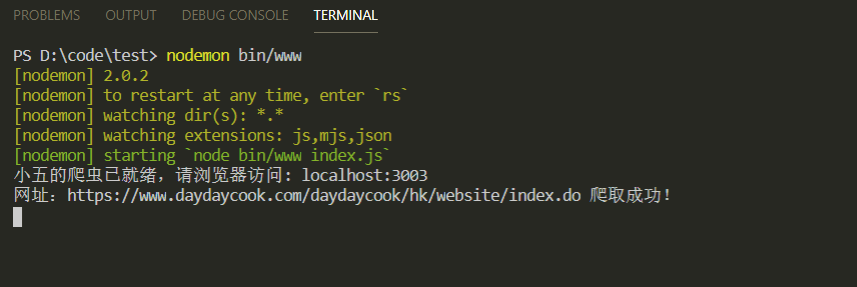 PROBLEMS OUTPUT DEBUG CONSOLE TERMINAL
PS D:\code\test> nodemon bin/www
[nodemon] 2.0.2
[nodemon] to restart at any time, enter `rs`
[nodemon] watching dir(s): *.*
[nodemon] watching extensions: js,mjs,json
[nodemon] starting `node bin/www index.js`
小五的爬虫已就绪，请浏览器访问: localhost:3003
网址：https://www.daydaycook.com/daydaycook/hk/website/index.do 爬取成功！